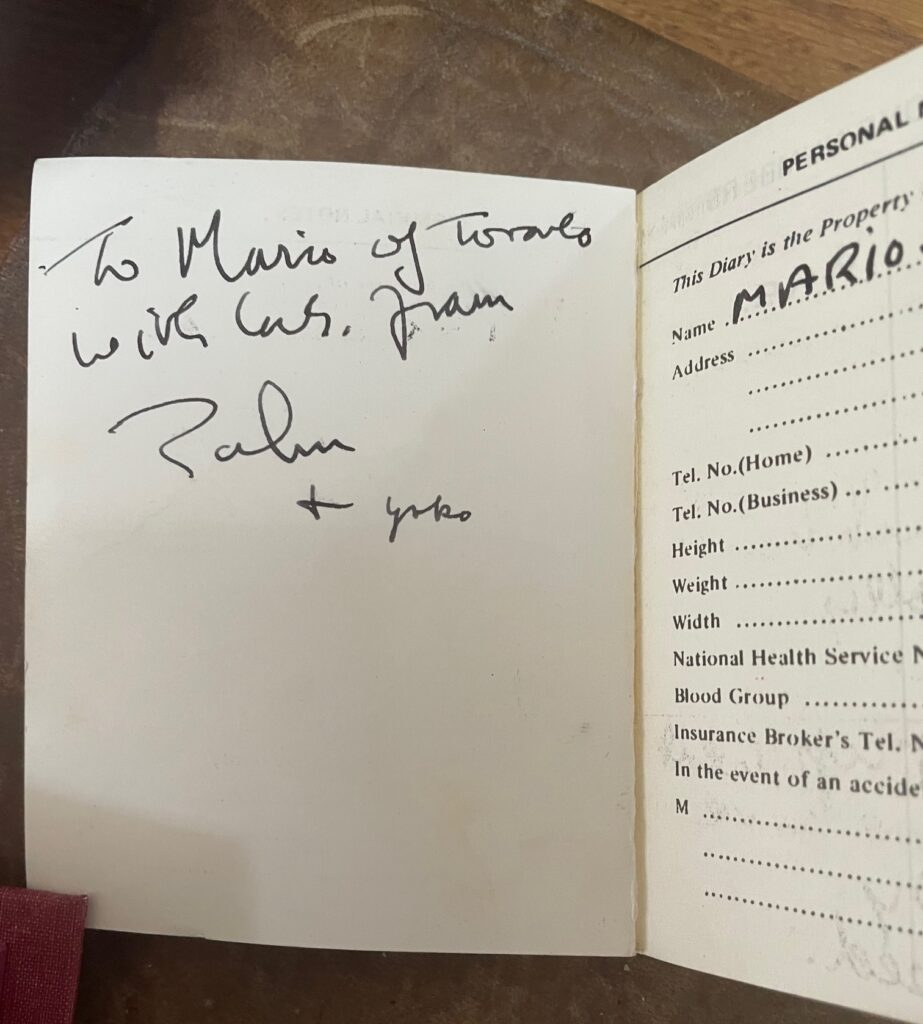 To Mario of Toronto
with love. from
John
+ yoko
PERSONAL
This Diary is the Property
Name ........ MARIO
Address ........
........
........
Tel. No.(Home) ........
Tel. No.(Business) ........
Height ........
Weight ........
Width ........
National Health Service N
Blood Group ........
Insurance Broker's Tel. N
In the event of an accide
M ........
........
........